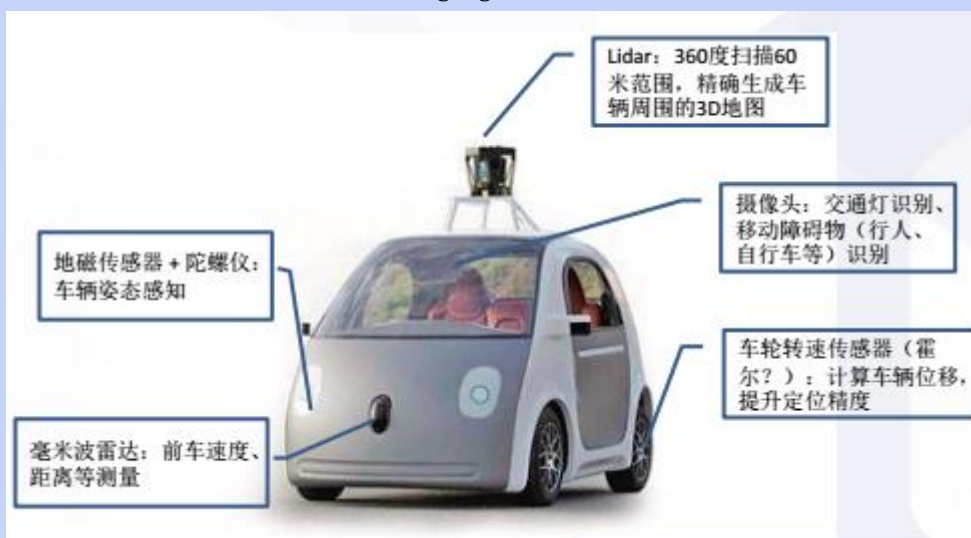 Lidar：360度扫描60
米范围，精确生成车
辆周围的3D地图
摄像头：交通灯识别、
移动障碍物（行人、
自行车等）识别
地磁传感器 + 陀螺仪：
车辆姿态感知
车轮转速传感器（霍
尔？）：计算车辆位移，
提升定位精度
毫米波雷达：前车速度、
距离等测量